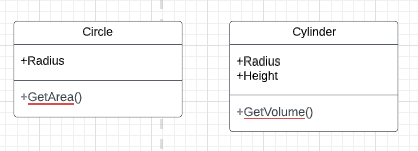 Circle
+Radius
+GetArea()
Cylinder
+Radius
+Height
+GetVolume()